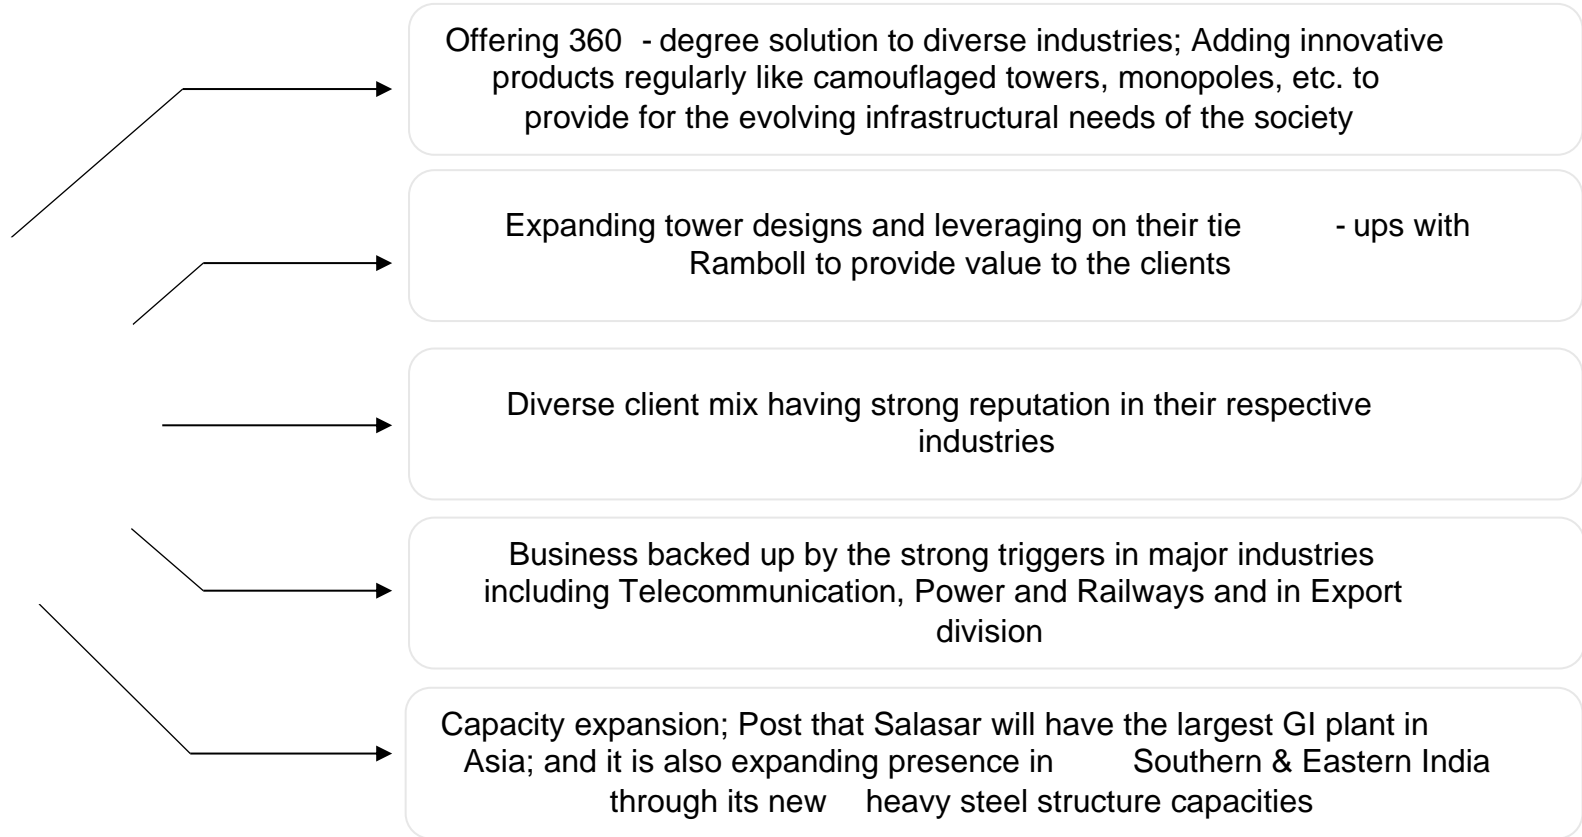 Offering 360 - degree solution to diverse industries; Adding innovative
products regularly like camouflaged towers, monopoles, etc. to
provide for the evolving infrastructural needs of the society
Expanding tower designs and leveraging on their tie - ups with
Ramboll to provide value to the clients
Diverse client mix having strong reputation in their respective
industries
Business backed up by the strong triggers in major industries
including Telecommunication, Power and Railways and in Export
division
Capacity expansion; Post that Salasar will have the largest GI plant in
Asia; and it is also expanding presence in Southern & Eastern India
through its new heavy steel structure capacities